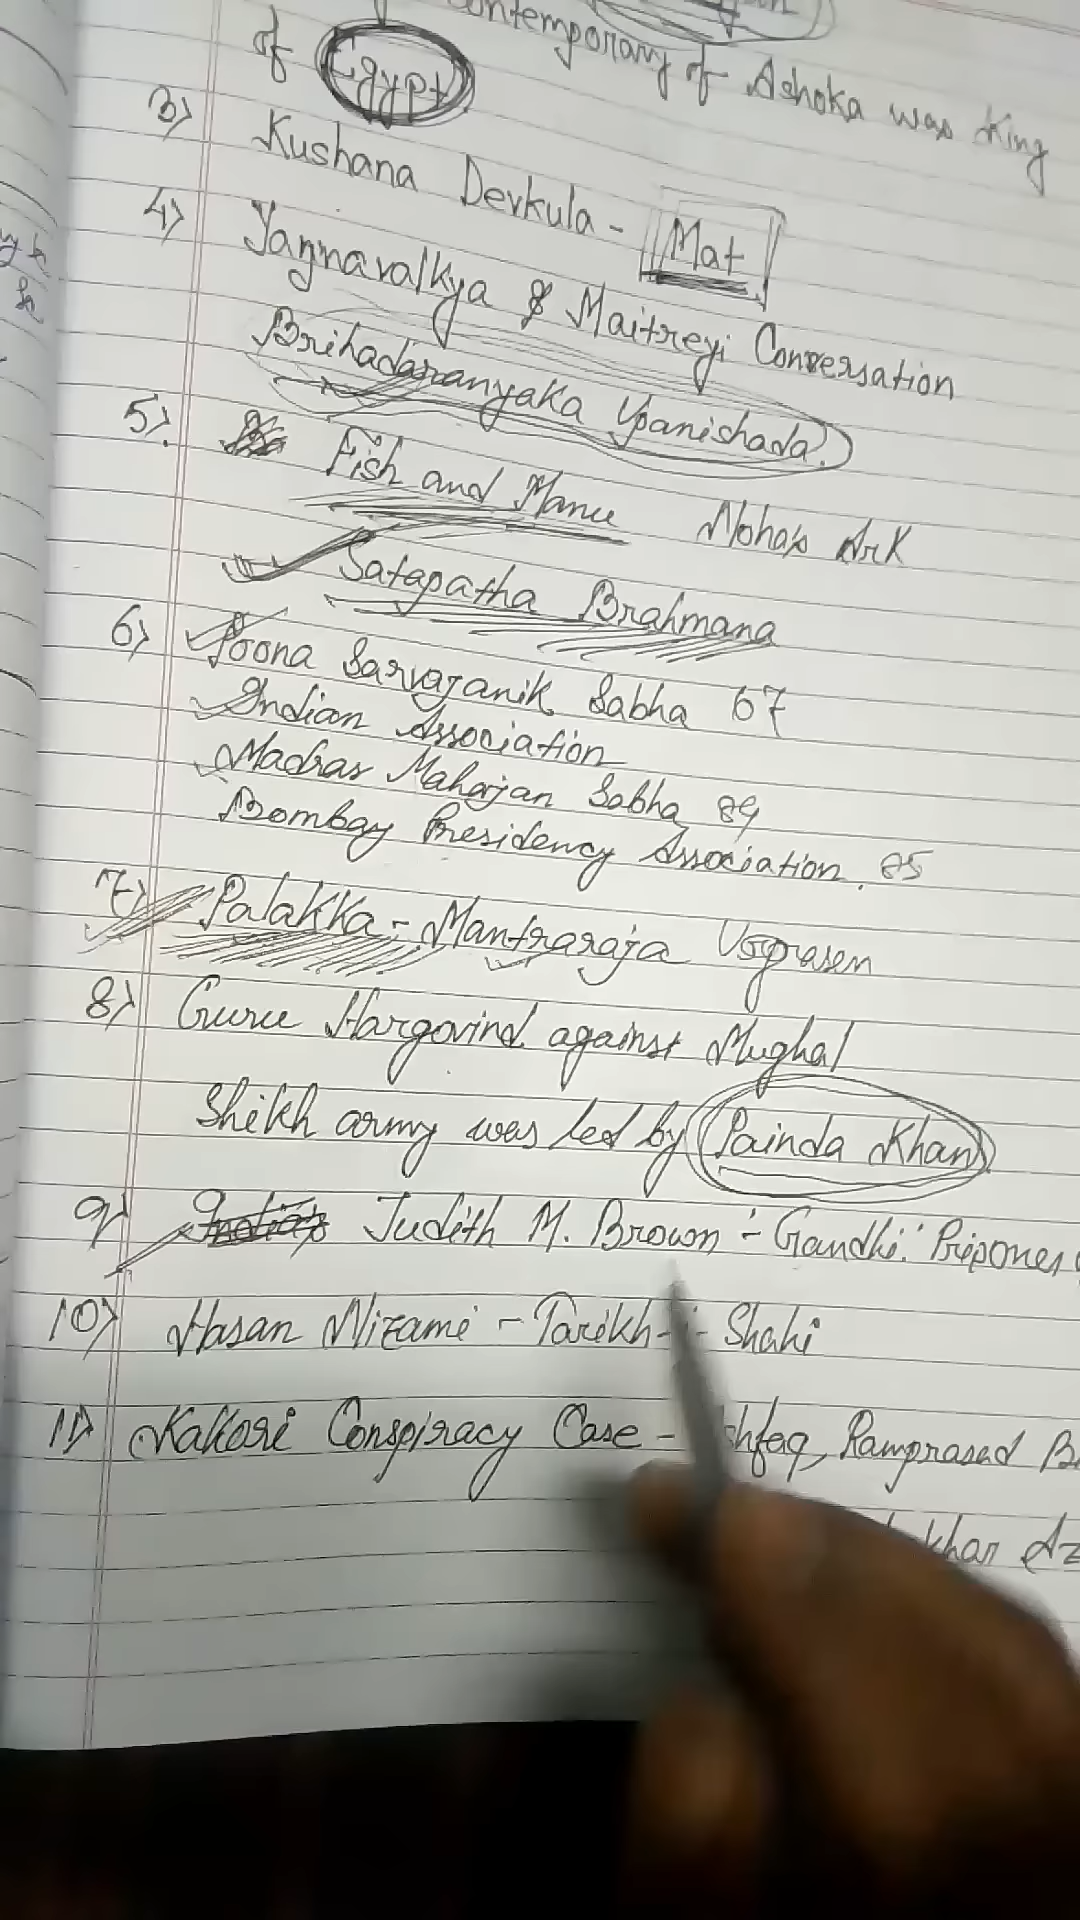 Contemporary of Ashoka was King
of Egypt
3) Kushana Devkula - Mat
4) Yagnavalkya & Maitreyi Conversation
Brihadaranyaka Upanishada.
5) Fish and Manu Noha's Ark
Satapatha Brahmana
6) Poona Sarvajanik Sabha 67
Indian Association
Madras Mahajan Sabha 84
Bombay Presidency Association. 85
7) Palakka - Mantraraja Ugrasen
8) Guru Hargovind against Mughal
Shikh army was led by Painda Khan
9) Judith M. Brown :- Gandhi:
10) Hasan Nizami - Tarikh-i-Shahi
11) Kakori Conspiracy Case - Ramprasad